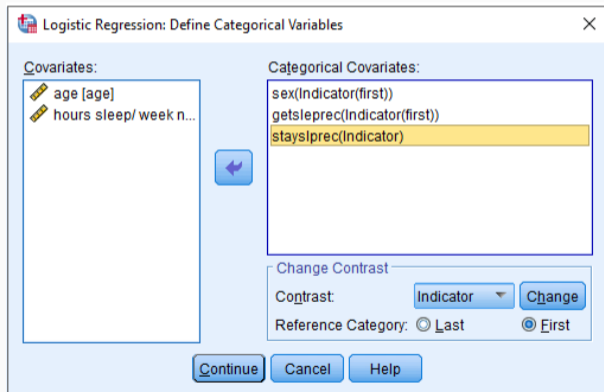 Logistic Regression: Define Categorical Variables
Covariates:
age [age]
hours sleep/ week n...
Categorical Covariates:
sex(Indicator(first))
getsleprec(Indicator(first))
stayslprec(Indicator)
Change Contrast
Contrast:
Indicator
Change
Reference Category:
Last
First
Continue
Cancel
Help